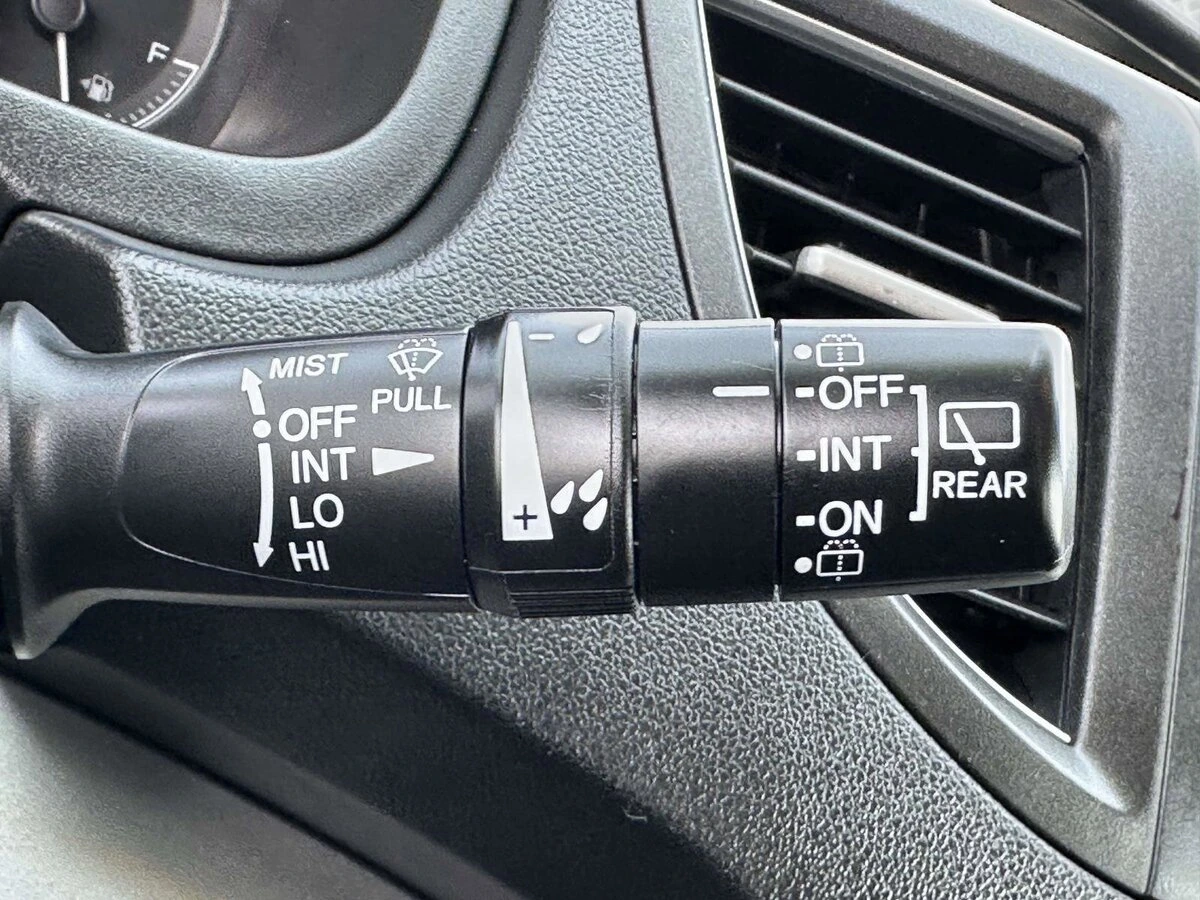 F
MIST
PULL
OFF
INT
LO
HI
− 
+
-OFF
-INT
-ON
REAR